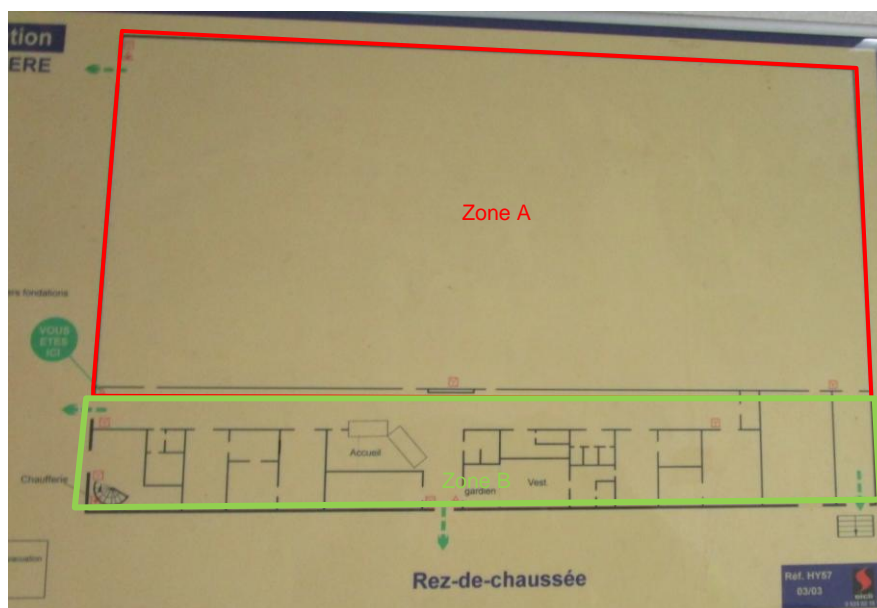 tion
ERE
Zone A
ers fondations
VOUS
ETES
ICI
Accueil
Chaufferie
Zone B
gardien
Vest.
Rez-de-chaussée
Réf. HY57
03/03